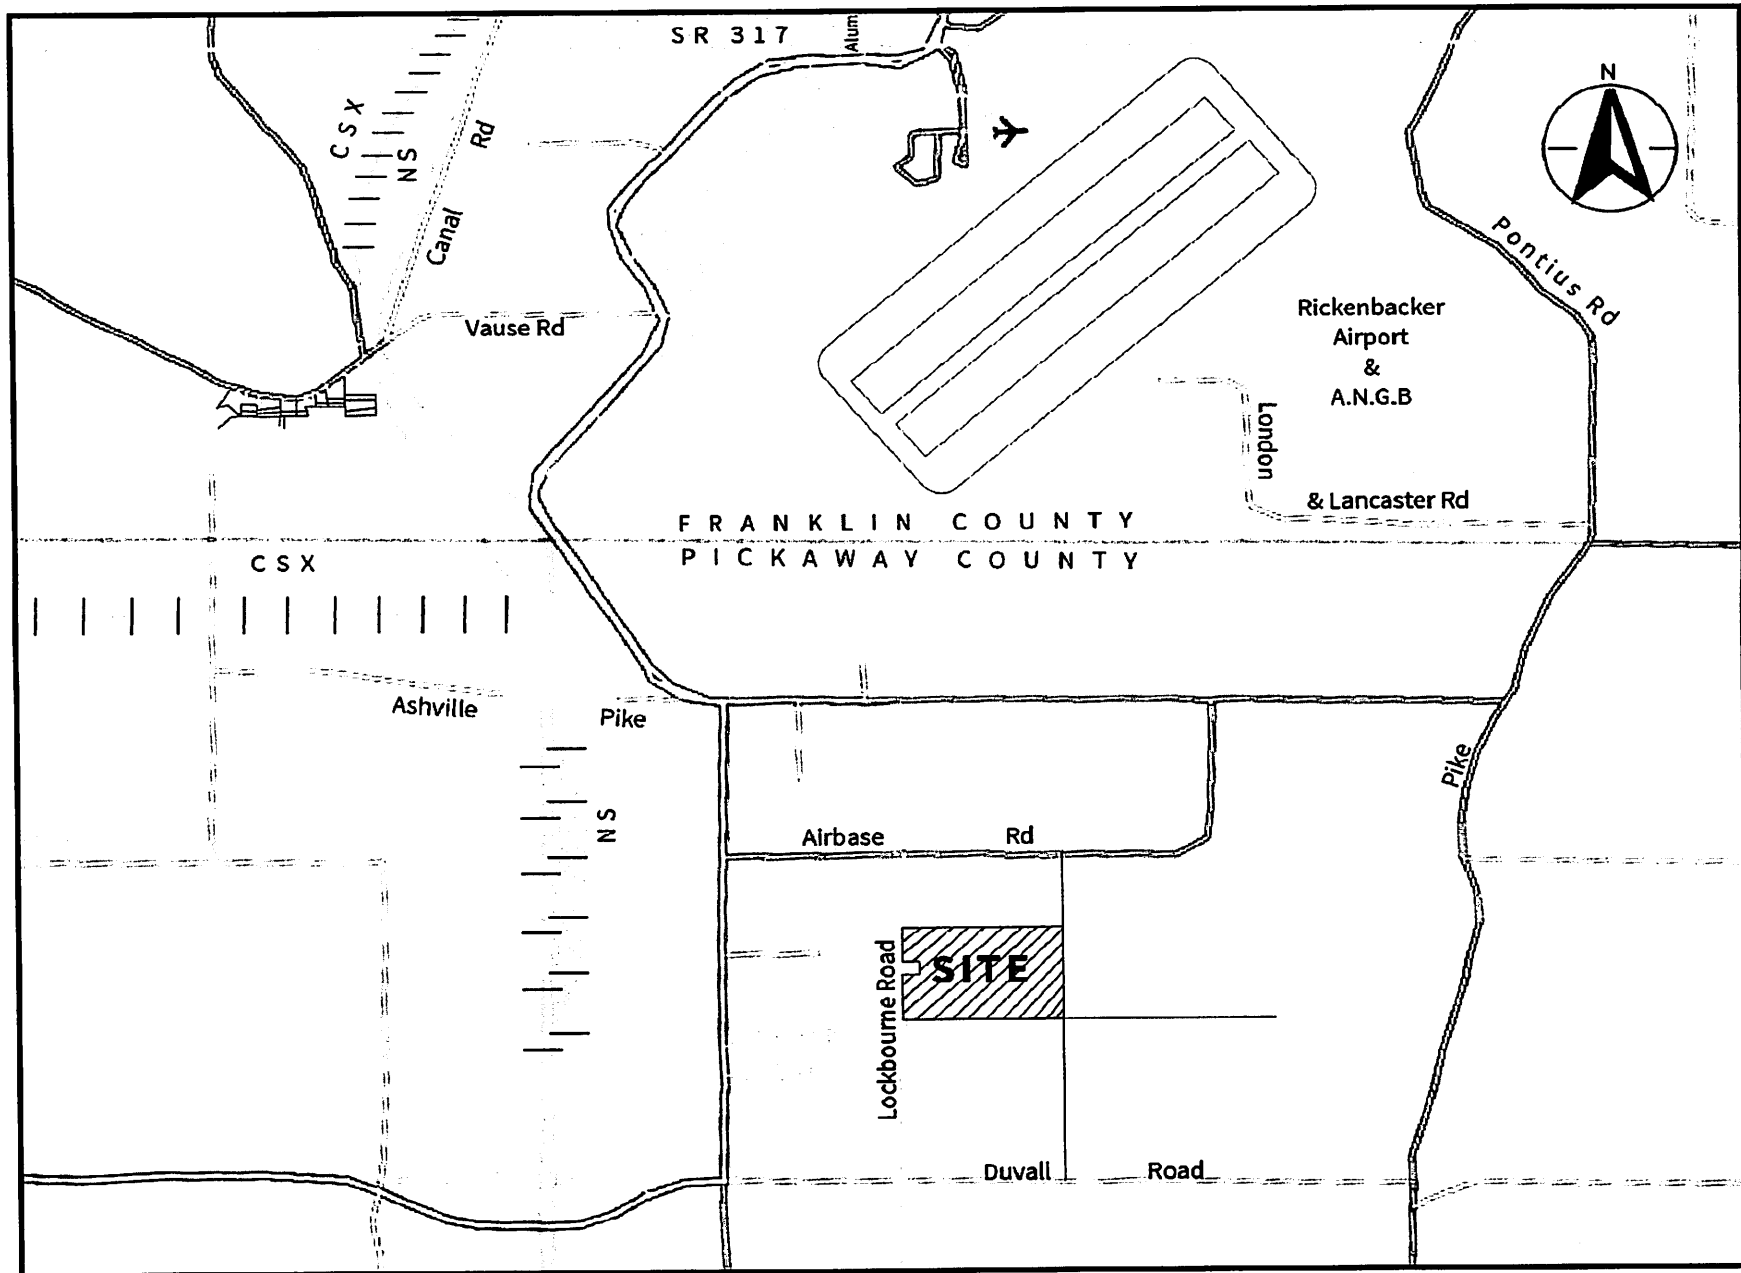 SR 317
Alum
N
CSX
NS
Rd
Canal
Pontius Rd
Vause Rd
Rickenbacker
Airport
&
A.N.G.B
London
& Lancaster Rd
FRANKLIN COUNTY
PICKAWAY COUNTY
CSX
Ashville
Pike
Pike
NS
Airbase Rd
SITE
Lockbourne Road
Duvall Road